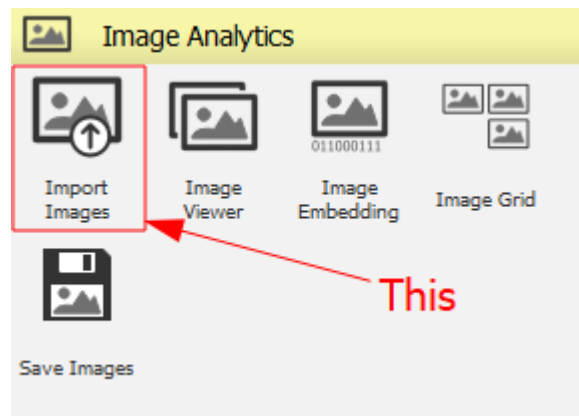 Image Analytics
Import
Images
Image
Viewer
011000111
Image
Embedding
Image Grid
This
Save Images